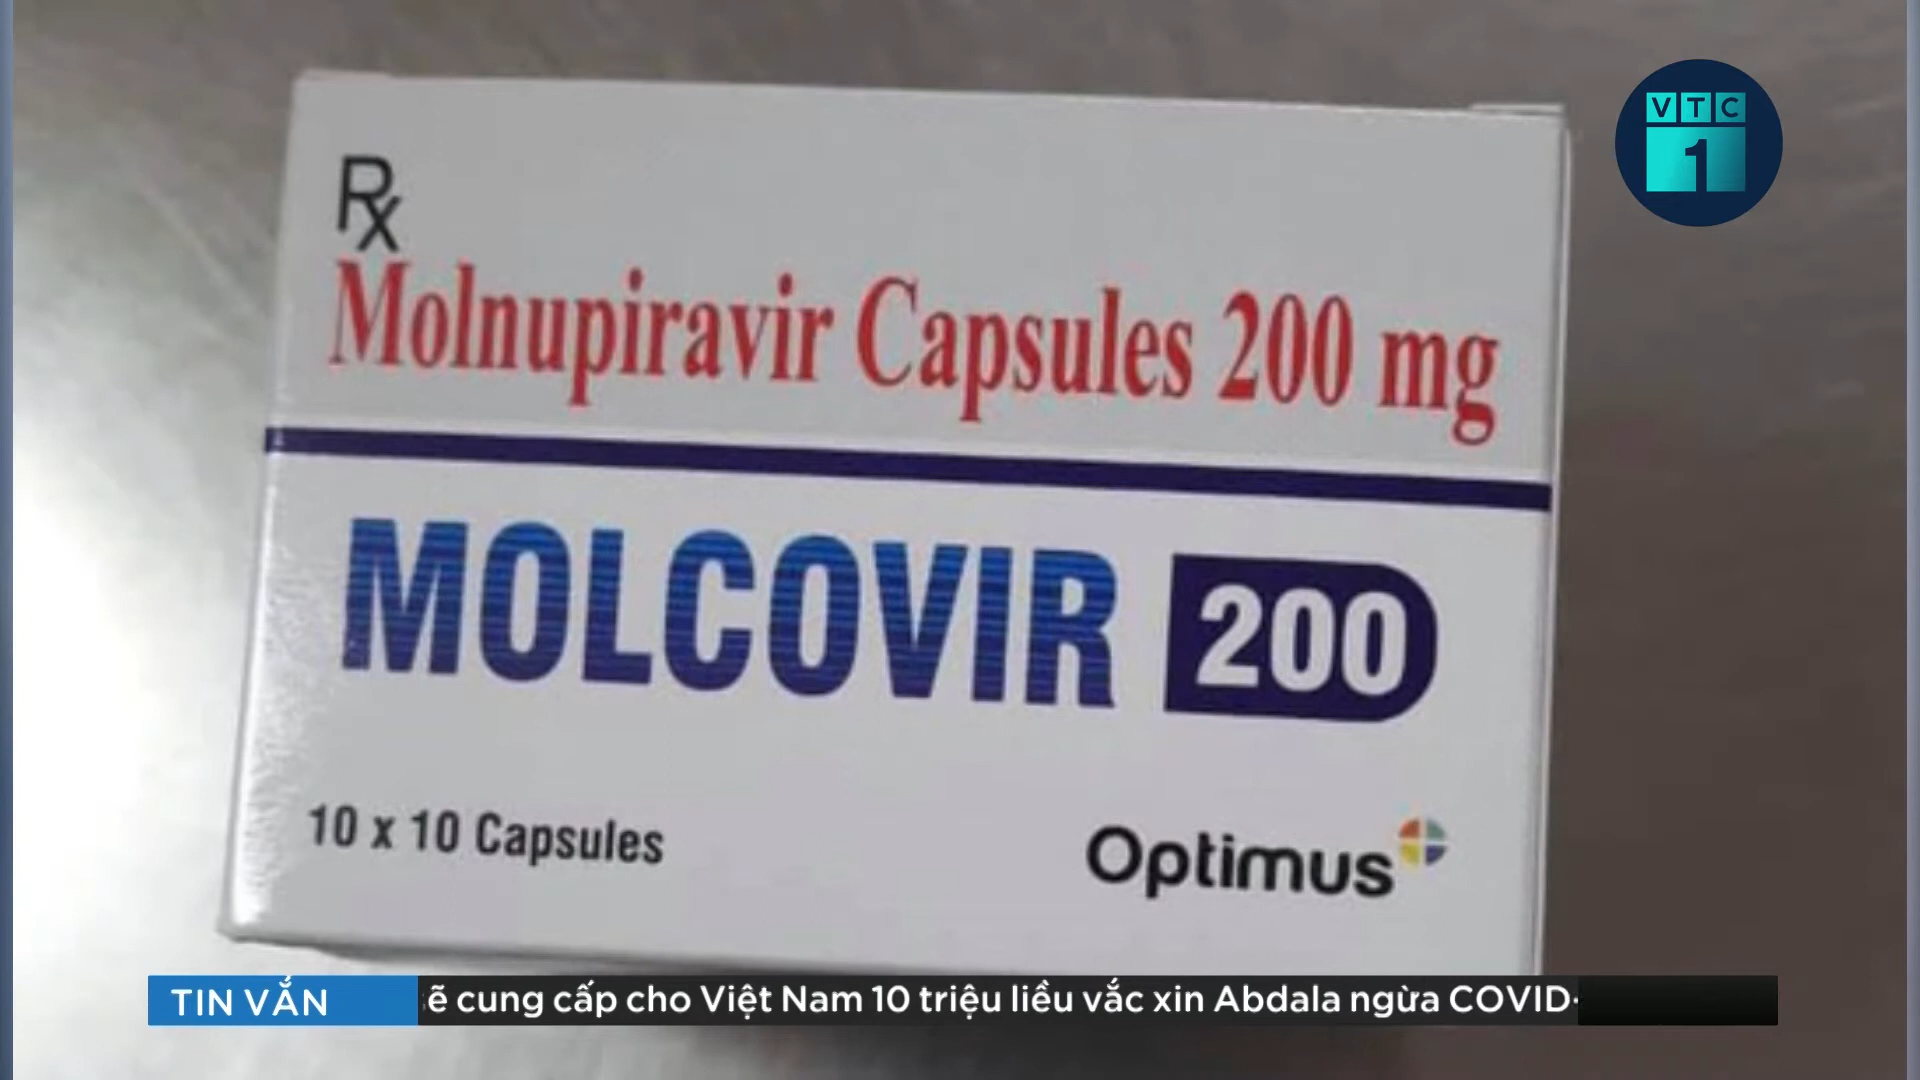 VTC
1
Rx
Molnupiravir Capsules 200 mg
MOLCOVIR 200
10 x 10 Capsules
Optimus
TIN VẮN
cung cấp cho Việt Nam 10 triệu liều vắc xin Abdala ngừa COVID-